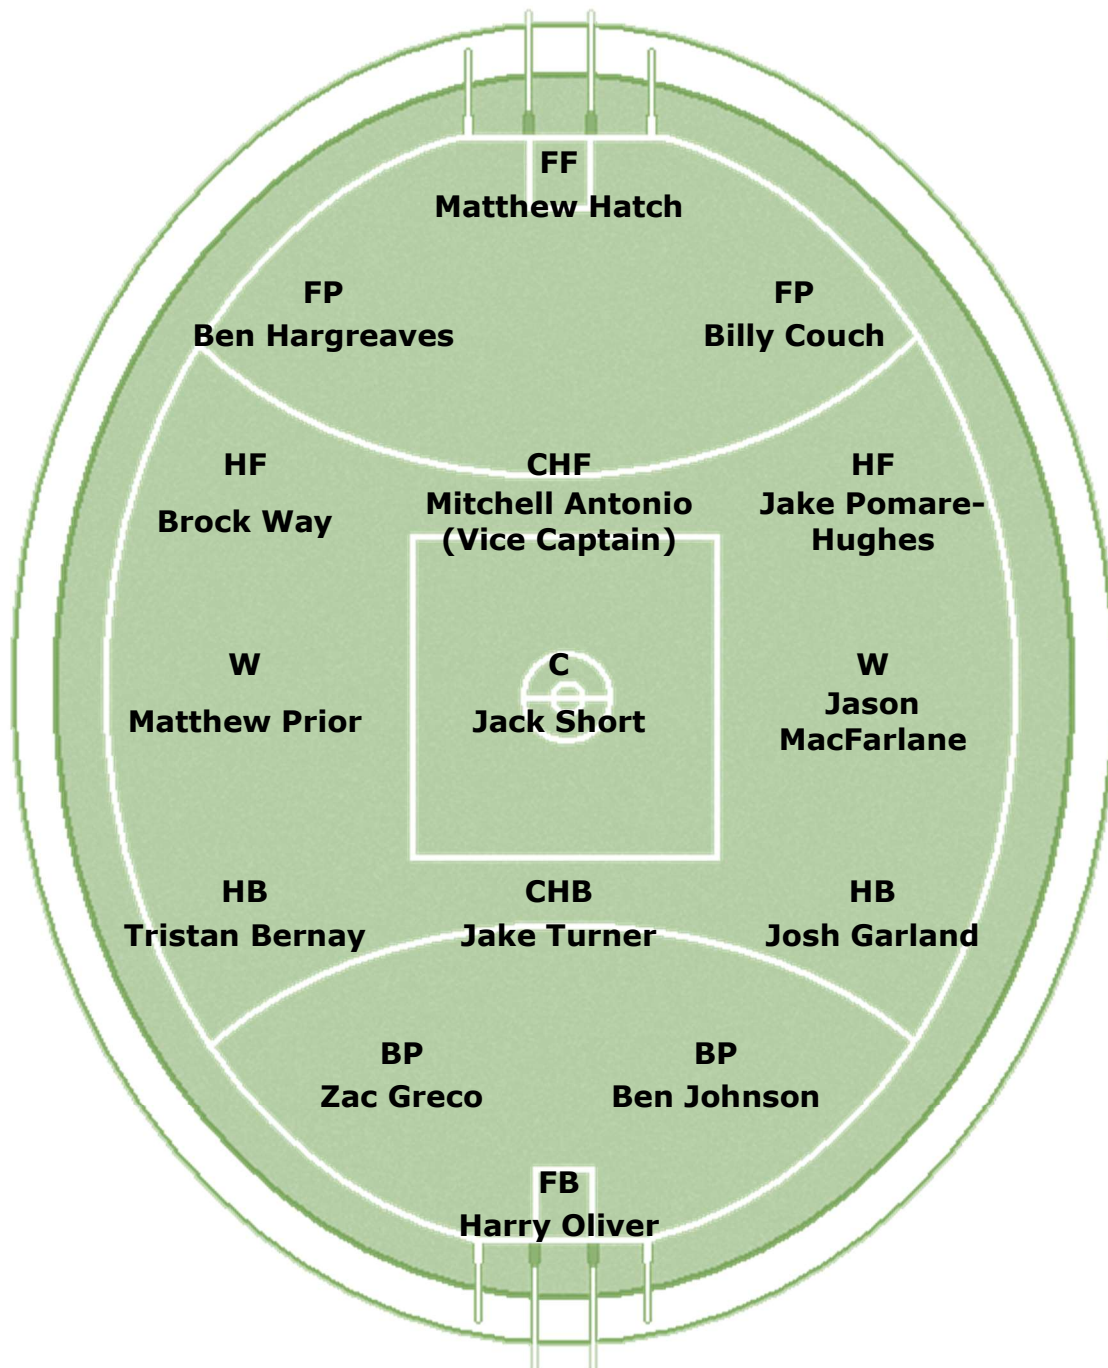 FF
Matthew Hatch
FP
FP
Ben Hargreaves
Billy Couch
HF
CHF
HF
Brock Way
Mitchell Antonio
(Vice Captain)
Jake Pomare-
Hughes
W
C
W
Matthew Prior
Jack Short
Jason
MacFarlane
HB
CHB
HB
Tristan Bernay
Jake Turner
Josh Garland
BP
BP
Zac Greco
Ben Johnson
FB
Harry Oliver